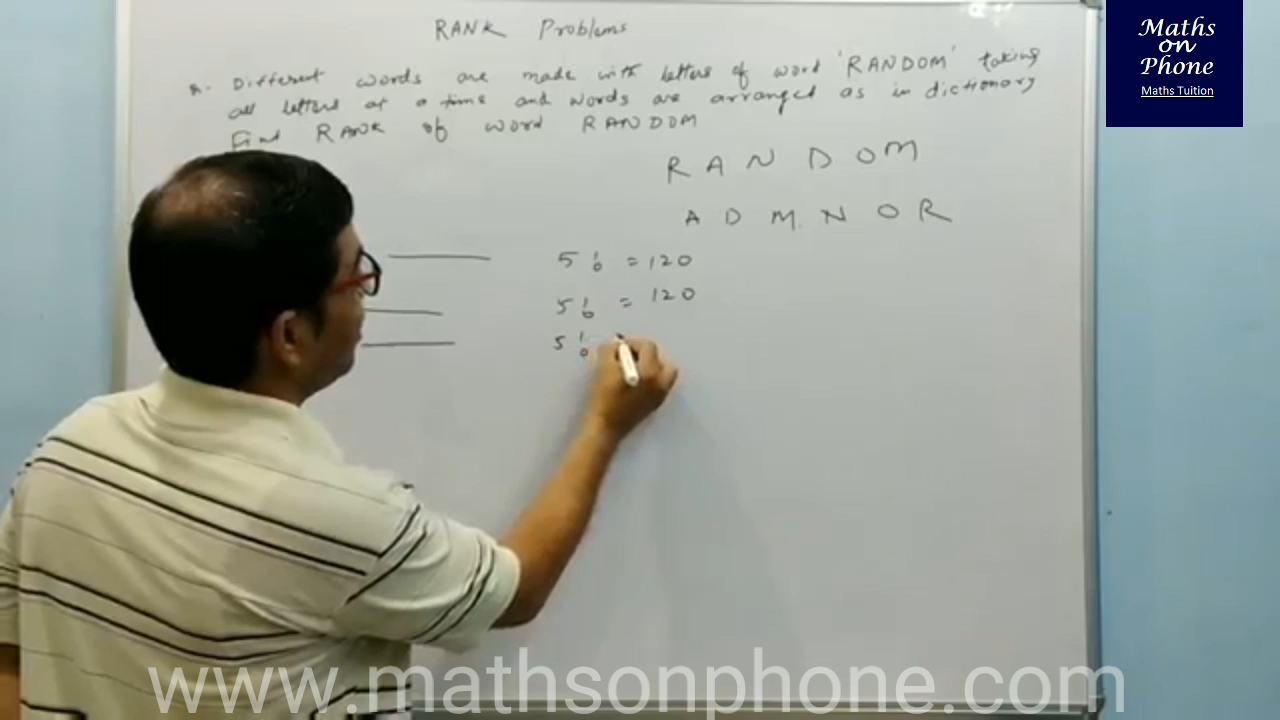 RANK Problems
Q. Different words are made with letters of word 'RANDOM' taking
all letters at a time and words are arranged as in dictionary
Find RANK of word RANDOM
R A N D O M
A D M N O R
5! = 120
5! = 120
5!
Maths
on
Phone
Maths Tuition
www.mathsonphone.com